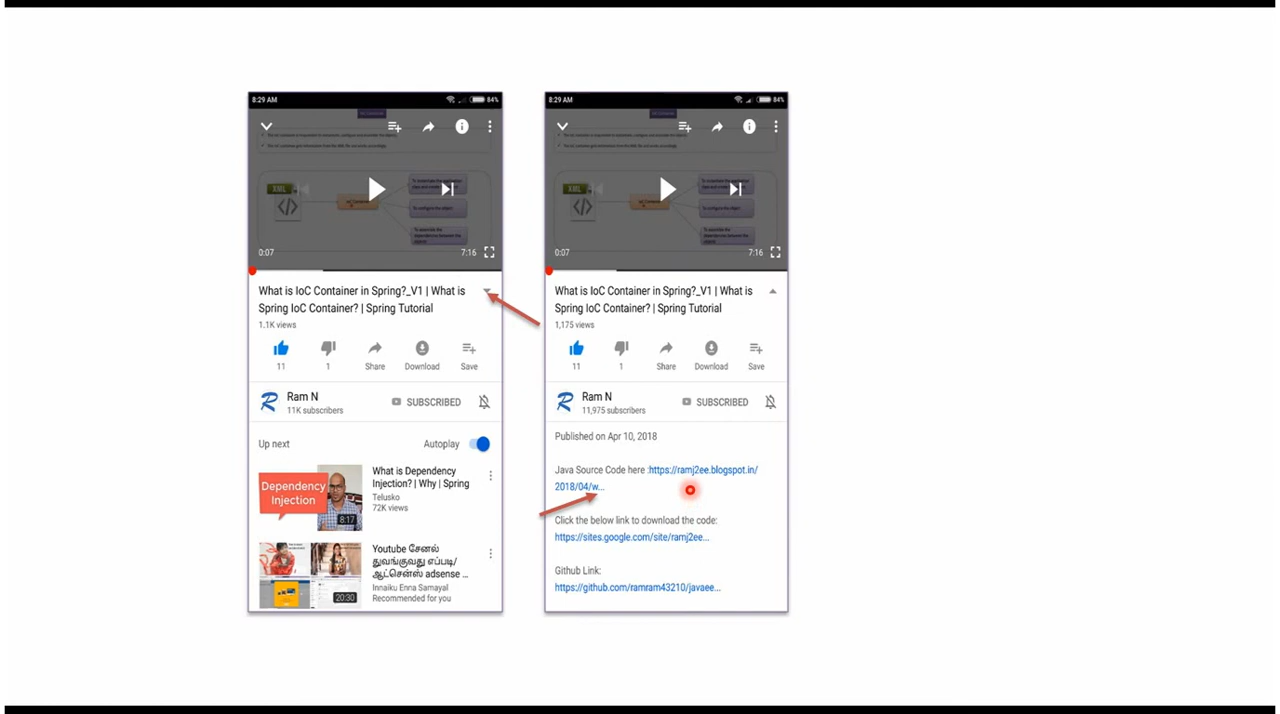 8:29 AM
84%
XML
0:07
7:16
What is IoC Container in Spring?_V1 | What is
Spring IoC Container? | Spring Tutorial
1.1K views
11
1
Share
Download
Save
Ram N
11K subscribers
SUBSCRIBED
Up next
Autoplay
Dependency
Injection
8:17
What is Dependency
Injection? | Why | Spring
Telusko
72K views
20:30
Youtube சேனல்
துவங்குவது எப்படி/
ஆட்சென்ஸ் adsense ...
Innaiku Enna Samayal
Recommended for you
8:29 AM
84%
XML
To configure the object
0:07
7:16
What is IoC Container in Spring?_V1 | What is
Spring IoC Container? | Spring Tutorial
1,175 views
11
1
Share
Download
Save
Ram N
11,975 subscribers
SUBSCRIBED
Published on Apr 10, 2018
Java Source Code here :https://ramj2ee.blogspot.in/
2018/04/w...
Click the below link to download the code:
https://sites.google.com/site/ramj2ee...
Github Link:
https://github.com/ramram43210/javaee...